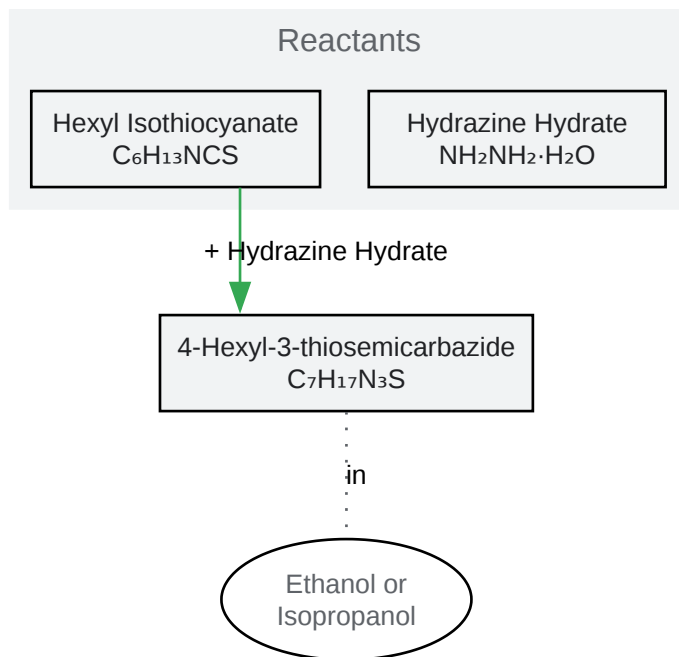 Reactants
Hexyl Isothiocyanate
C₆H₁₃NCS
Hydrazine Hydrate
NH₂NH₂·H₂O
+ Hydrazine Hydrate
4-Hexyl-3-thiosemicarbazide
C₇H₁₇N₃S
in
Ethanol or
Isopropanol